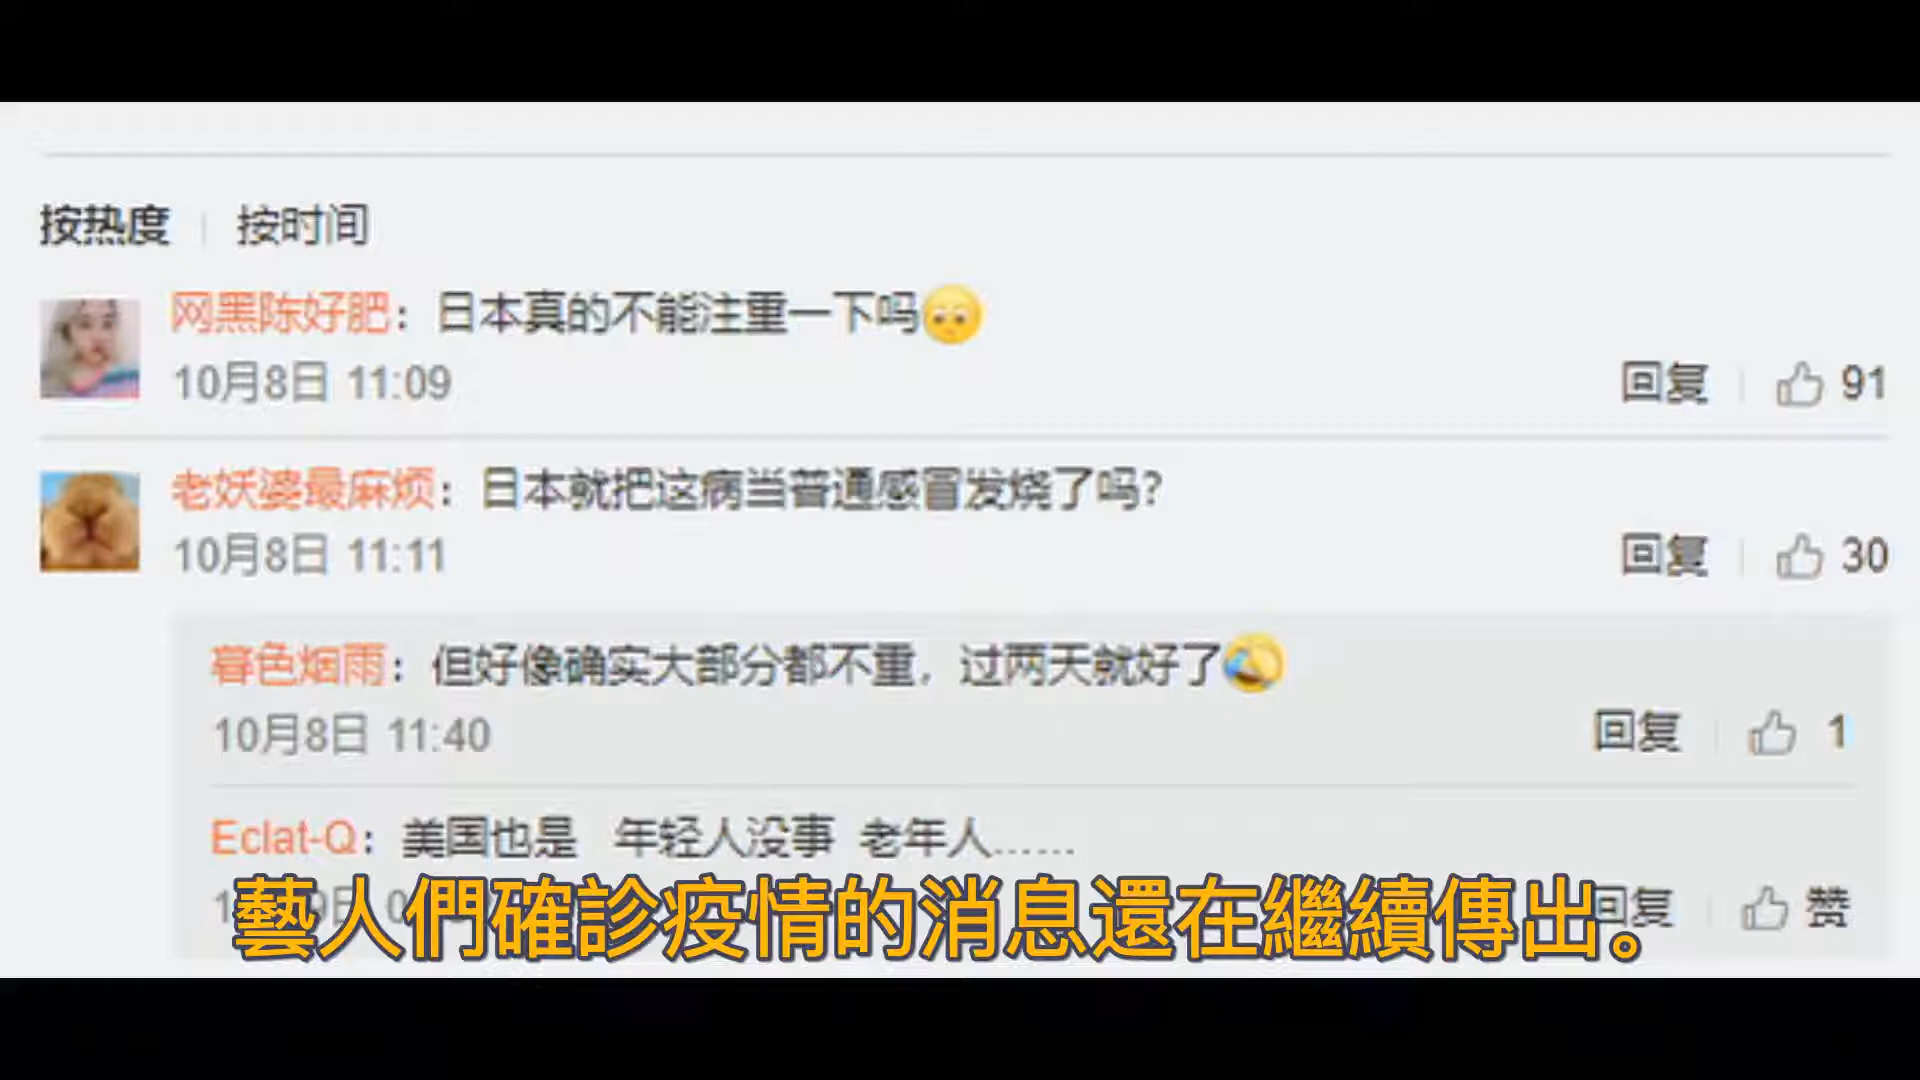 按热度 | 按时间
网黑陈好肥：日本真的不能注重一下吗
10月8日 11:09
回复 91
老妖婆最麻烦：日本就把这病当普通感冒发烧了吗？
10月8日 11:11
回复 30
暮色烟雨：但好像确实大部分都不重，过两天就好了
10月8日 11:40
回复 1
Eclat-Q：美国也是 年轻人没事 老年人......
回复 赞
藝人們確診疫情的消息還在繼續傳出。